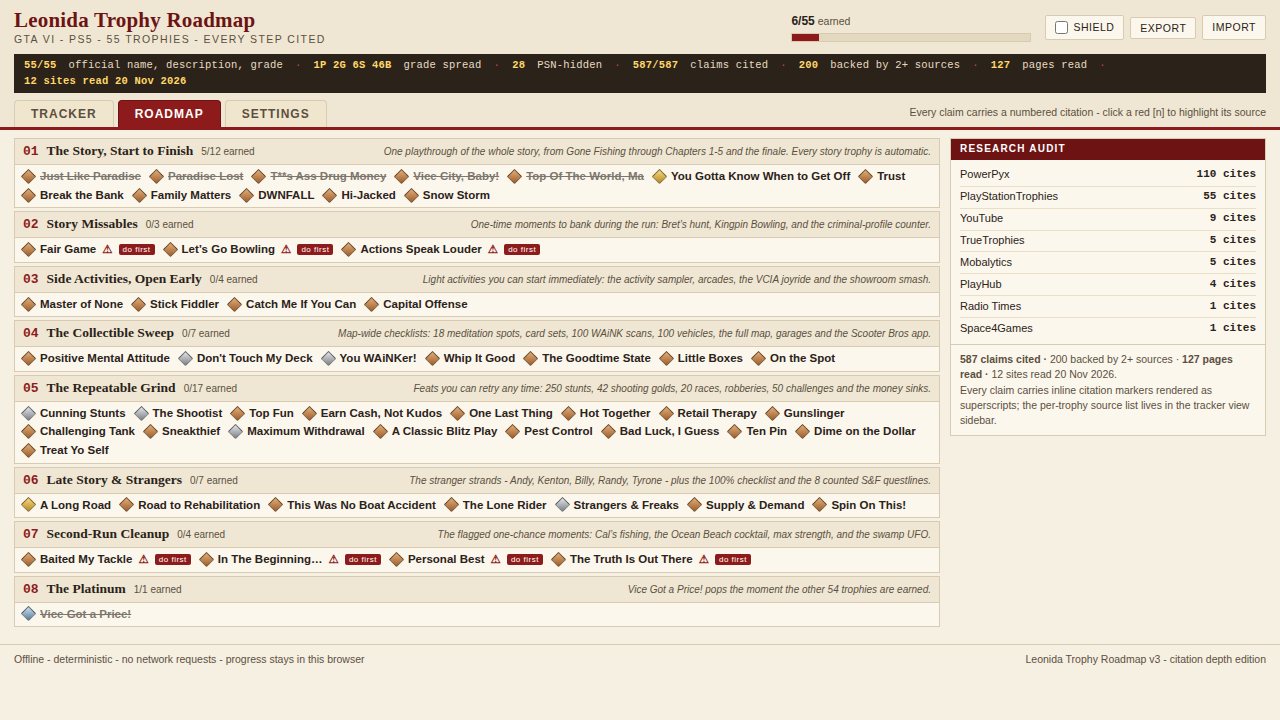 Leonida Trophy Roadmap
GTA VI - PS5 - 55 TROPHIES - EVERY STEP CITED
6/55 earned
SHIELD
EXPORT
IMPORT
55/55 official name, description, grade · 1P 2G 6S 46B grade spread · 28 PSN-hidden · 587/587 claims cited · 200 backed by 2+ sources · 127 pages read ·
12 sites read 20 Nov 2026
TRACKER
ROADMAP
SETTINGS
Every claim carries a numbered citation - click a red [n] to highlight its source
01 The Story, Start to Finish 5/12 earned One playthrough of the whole story, from Gone Fishing through Chapters 1-5 and the finale. Every story trophy is automatic.
Just Like Paradise Paradise Lost T**s Ass Drug Money Vice City, Baby! Top Of The World, Ma You Gotta Know When to Get Off Trust
Break the Bank Family Matters DWNFALL Hi-Jacked Snow Storm
02 Story Missables 0/3 earned One-time moments to bank during the run: Bret's hunt, Kingpin Bowling, and the criminal-profile counter.
Fair Game ⚠ do first Let's Go Bowling ⚠ do first Actions Speak Louder ⚠ do first
03 Side Activities, Open Early 0/4 earned Light activities you can start immediately: the activity sampler, arcades, the VCIA joyride and the showroom smash.
Master of None Stick Fiddler Catch Me If You Can Capital Offense
04 The Collectible Sweep 0/7 earned Map-wide checklists: 18 meditation spots, card sets, 100 WAiNK scans, 100 vehicles, the full map, garages and the Scooter Bros app.
Positive Mental Attitude Don't Touch My Deck You WAiNKer! Whip It Good The Goodtime State Little Boxes On the Spot
05 The Repeatable Grind 0/17 earned Feats you can retry any time: 250 stunts, 42 shooting golds, 20 races, robberies, 50 challenges and the money sinks.
Cunning Stunts The Shootist Top Fun Earn Cash, Not Kudos One Last Thing Hot Together Retail Therapy Gunslinger
Challenging Tank Sneakthief Maximum Withdrawal A Classic Blitz Play Pest Control Bad Luck, I Guess Ten Pin Dime on the Dollar
Treat Yo Self
06 Late Story & Strangers 0/7 earned The stranger strands - Andy, Kenton, Billy, Randy, Tyrone - plus the 100% checklist and the 8 counted S&F questlines.
A Long Road Road to Rehabilitation This Was No Boat Accident The Lone Rider Strangers & Freaks Supply & Demand Spin On This!
07 Second-Run Cleanup 0/4 earned The flagged one-chance moments: Cal's fishing, the Ocean Beach cocktail, max strength, and the swamp UFO.
Baited My Tackle ⚠ do first In The Beginning… ⚠ do first Personal Best ⚠ do first The Truth Is Out There ⚠ do first
08 The Platinum 1/1 earned Vice Got a Price! pops the moment the other 54 trophies are earned.
Vice Got a Price!
RESEARCH AUDIT
PowerPyx 110 cites
PlayStationTrophies 55 cites
YouTube 9 cites
TrueTrophies 5 cites
Mobalytics 5 cites
PlayHub 4 cites
Radio Times 1 cites
Space4Games 1 cites
587 claims cited · 200 backed by 2+ sources · 127 pages
read · 12 sites read 20 Nov 2026.
Every claim carries inline citation markers rendered as
superscripts; the per-trophy source list lives in the tracker view
sidebar.
Offline - deterministic - no network requests - progress stays in this browser
Leonida Trophy Roadmap v3 - citation depth edition